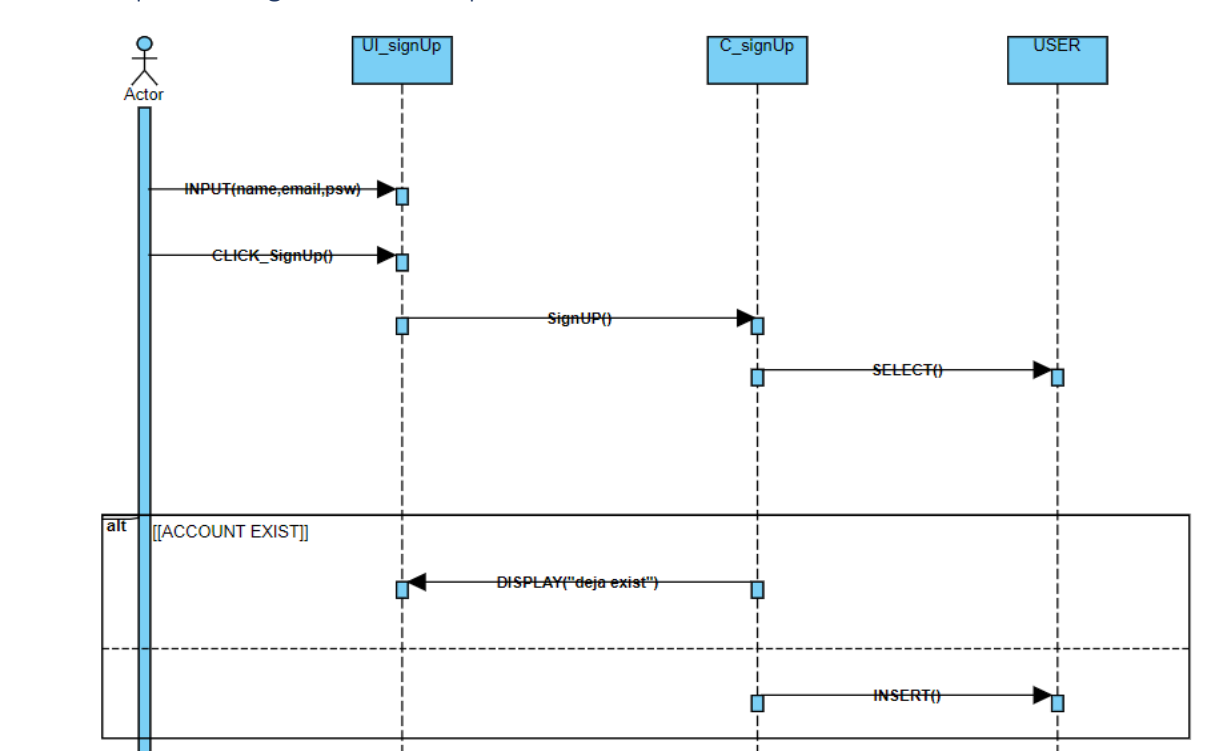 UI_signUp
C_signUp
USER
Actor
INPUT(name,email,psw)
CLICK_SignUp()
SignUP()
SELECT()
alt
[[ACCOUNT EXIST]]
DISPLAY("deja exist")
INSERT()